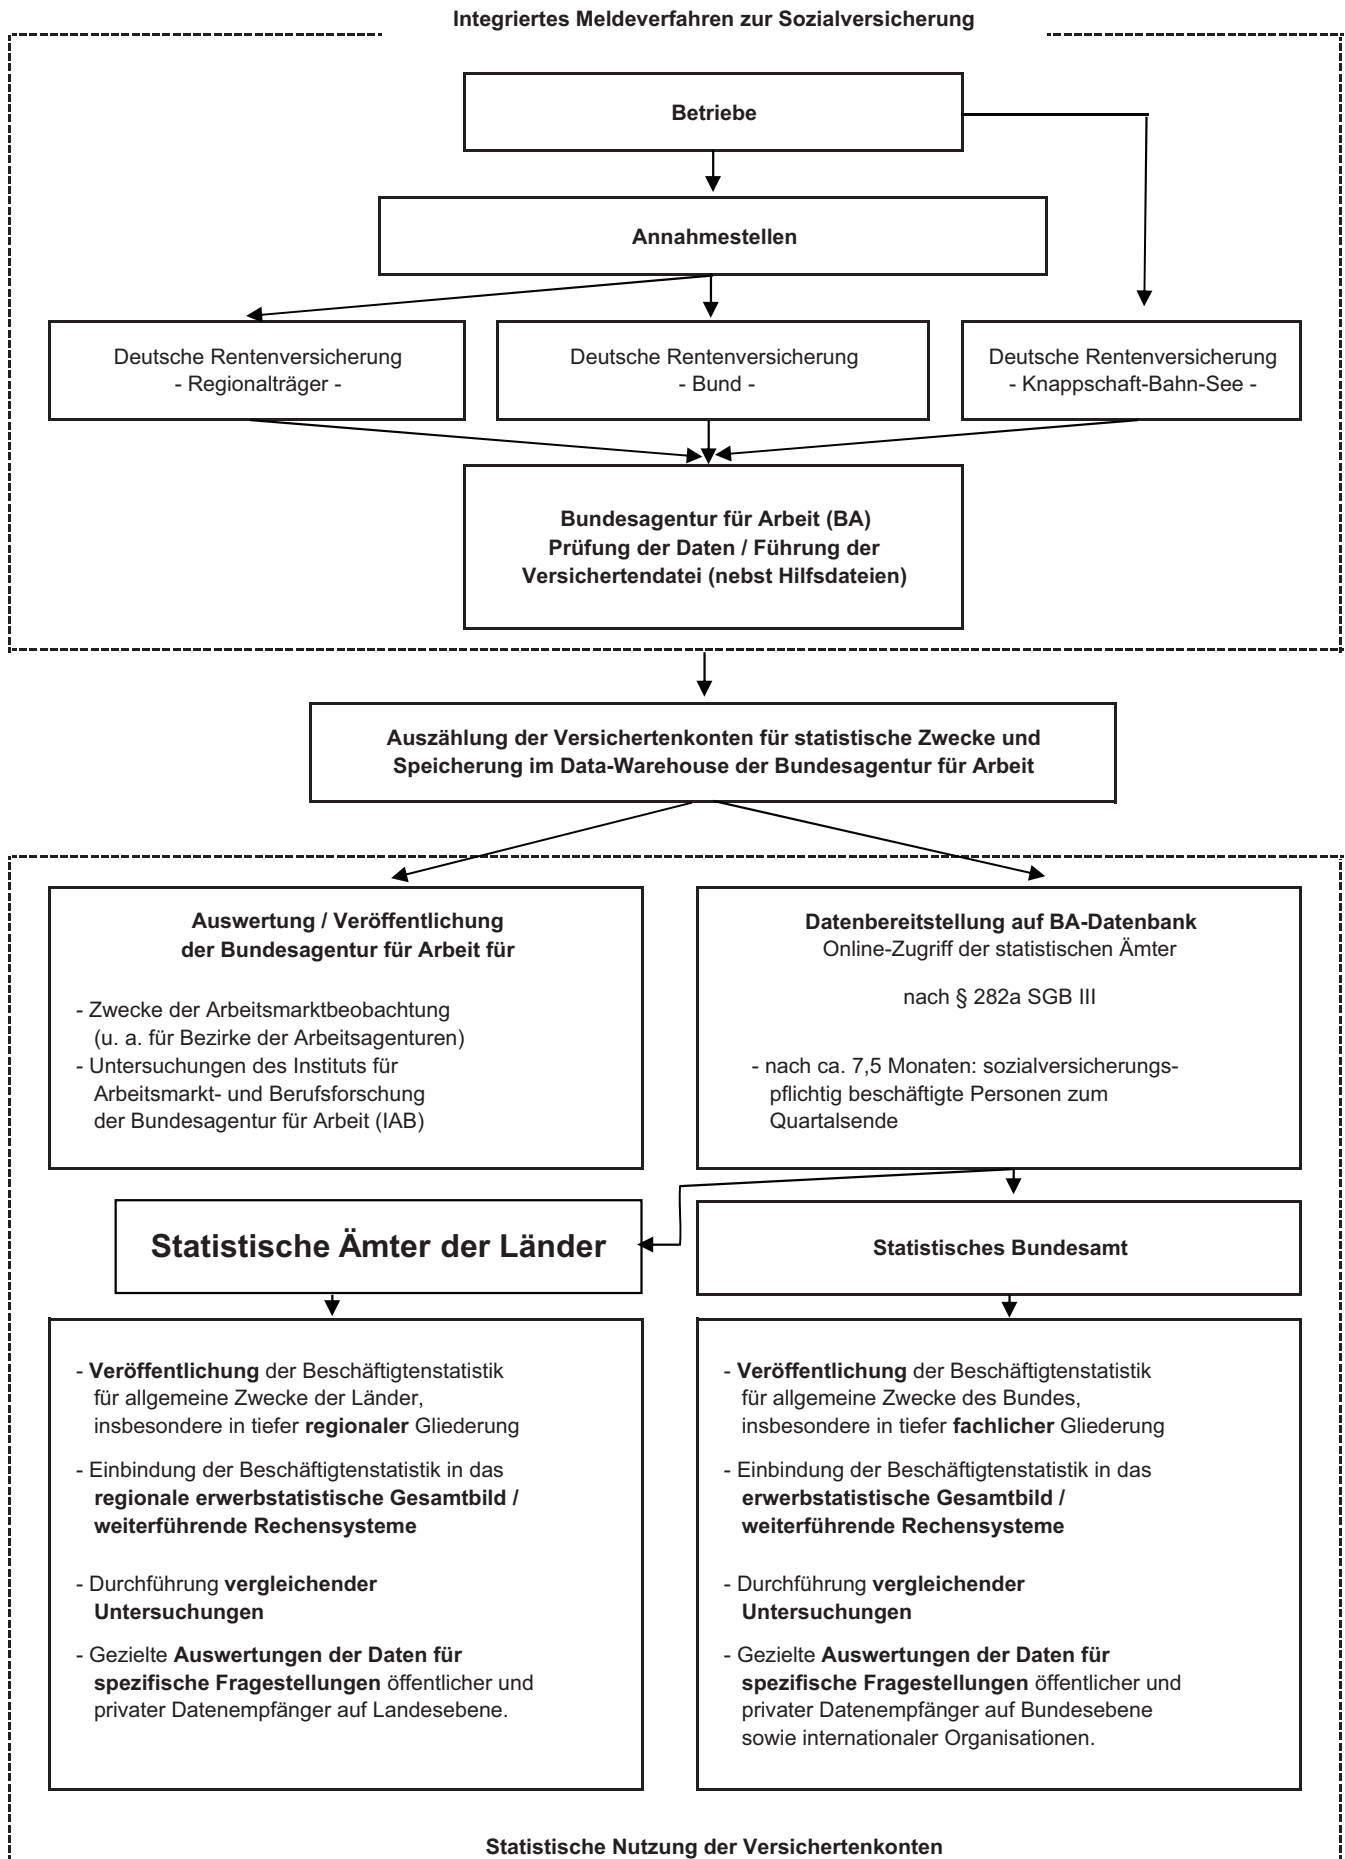 Integriertes Meldeverfahren zur Sozialversicherung
Betriebe
Annahmestellen
Deutsche Rentenversicherung
- Regionalträger -
Deutsche Rentenversicherung
- Bund -
Deutsche Rentenversicherung
- Knappschaft-Bahn-See -
Bundesagentur für Arbeit (BA)
Prüfung der Daten / Führung der
Versichertendatei (nebst Hilfsdateien)
Auszählung der Versichertenkonten für statistische Zwecke und
Speicherung im Data-Warehouse der Bundesagentur für Arbeit
Auswertung / Veröffentlichung
der Bundesagentur für Arbeit für
- Zwecke der Arbeitsmarktbeobachtung
(u. a. für Bezirke der Arbeitsagenturen)
- Untersuchungen des Instituts für
Arbeitsmarkt- und Berufsforschung
der Bundesagentur für Arbeit (IAB)
Datenbereitstellung auf BA-Datenbank
Online-Zugriff der statistischen Ämter
nach § 282a SGB III
- nach ca. 7,5 Monaten: sozialversicherungs-
pflichtig beschäftigte Personen zum
Quartalsende
Statistische Ämter der Länder
Statistisches Bundesamt
- Veröffentlichung der Beschäftigtenstatistik
für allgemeine Zwecke der Länder,
insbesondere in tiefer regionaler Gliederung
- Einbindung der Beschäftigtenstatistik in das
regionale erwerbstatistische Gesamtbild /
weiterführende Rechensysteme
- Durchführung vergleichender
Untersuchungen
- Gezielte Auswertungen der Daten für
spezifische Fragestellungen öffentlicher und
privater Datenempfänger auf Landesebene.
- Veröffentlichung der Beschäftigtenstatistik
für allgemeine Zwecke des Bundes,
insbesondere in tiefer fachlicher Gliederung
- Einbindung der Beschäftigtenstatistik in das
erwerbstatistische Gesamtbild /
weiterführende Rechensysteme
- Durchführung vergleichender
Untersuchungen
- Gezielte Auswertungen der Daten für
spezifische Fragestellungen öffentlicher und
privater Datenempfänger auf Bundesebene
sowie internationaler Organisationen.
Statistische Nutzung der Versichertenkonten